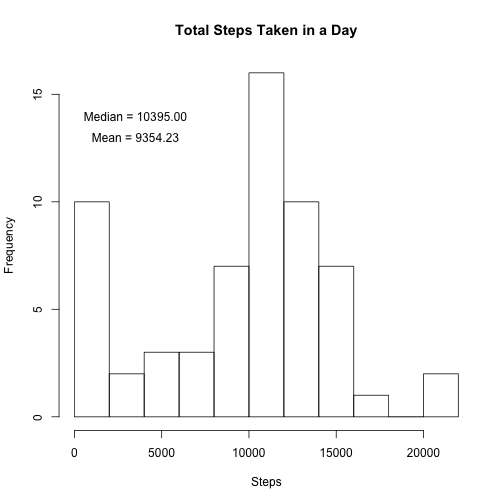 Total Steps Taken in a Day
Median = 10395.00
Mean = 9354.23
Frequency
15
10
5
0
0 5000 10000 15000 20000
Steps